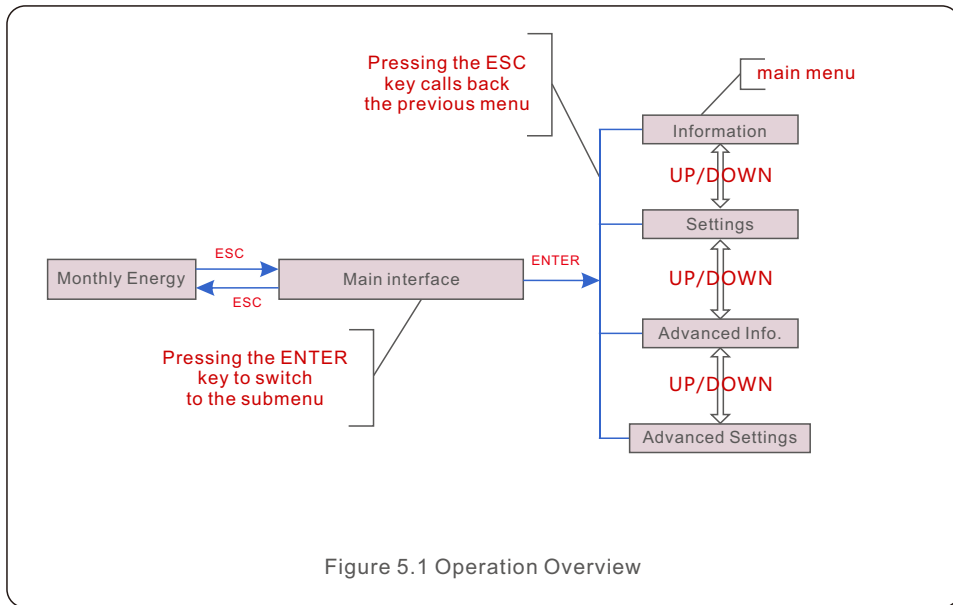 Pressing the ESC
key calls back
the previous menu
main menu
Information
UP/DOWN
Settings
ESC
ENTER
Monthly Energy
Main interface
UP/DOWN
ESC
Advanced Info.
Pressing the ENTER
key to switch
to the submenu
UP/DOWN
Advanced Settings
Figure 5.1 Operation Overview